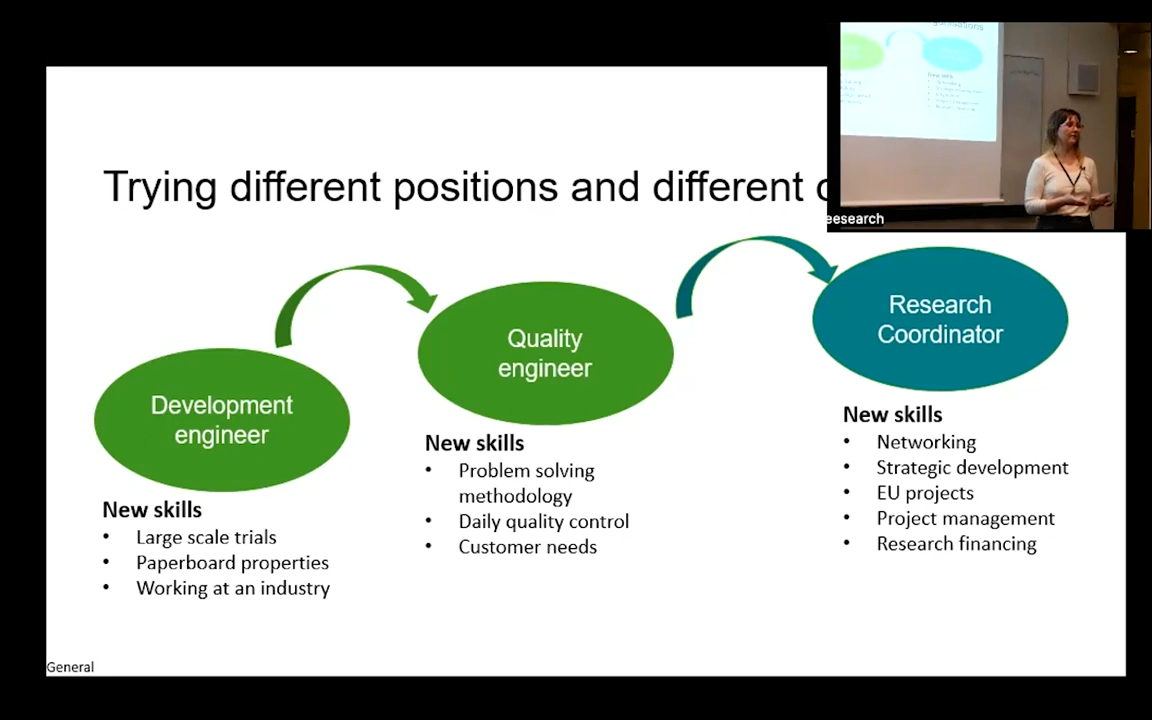 Trying different positions and different
eesearch
Research
Coordinator
Quality
engineer
Development
engineer
New skills
• Networking
• Strategic development
• EU projects
• Project management
• Research financing
New skills
• Problem solving
methodology
• Daily quality control
• Customer needs
New skills
• Large scale trials
• Paperboard properties
• Working at an industry
General